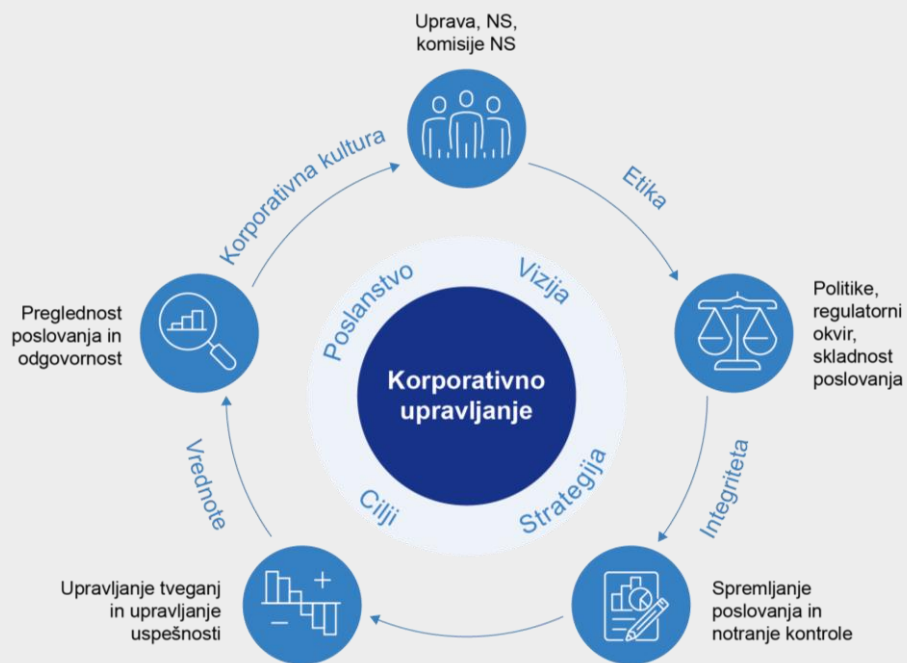 Uprava, NS,
komisije NS
Korporativna kultura
Etika
Poslanstvo
Vizija
Preglednost
poslovanja in
odgovornost
Politike,
regulatorni
okvir,
skladnost
poslovanja
Korporativno
upravljanje
Vrednote
Cilji
Strategija
Integriteta
Upravljanje tveganj
in upravljanje
uspešnosti
+
−
Spremljanje
poslovanja in
notranje kontrole